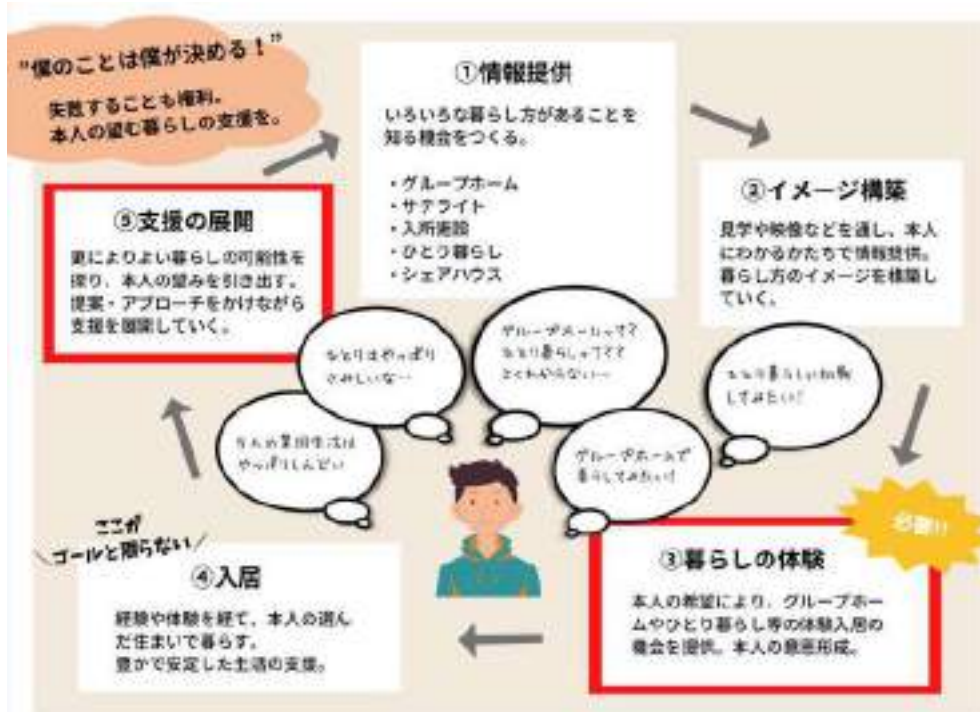 "僕のことは僕が決める！"
失敗することも権利。
本人の望む暮らしの支援を。
①情報提供
いろいろな暮らし方があることを
知る機会をつくる。
・グループホーム
・サテライト
・入所施設
・ひとり暮らし
・シェアハウス
②イメージ構築
見学や映像などを通し、本人
にわかるかたちで情報提供。
暮らし方のイメージを構築し
ていく。
⑤支援の展開
更によりよい暮らしの可能性を
探り、本人の望みを引き出す。
提案・アプローチをかけながら
支援を展開していく。
ひとりはやっぱり
さみしいな…
グループホームって？
ひとり暮らしって？？
よくわからない…
ひとり暮らしに挑戦
してみたい！
やっぱりしんどい
グループホームで
暮らしてみたい！
必要!!
③暮らしの体験
本人の希望により、グループホー
ムやひとり暮らし等の体験入居の
機会を提供。本人の意思形成。
ここが
ゴールと限らない
④入居
経験や体験を経て、本人の選ん
だ住まいで暮らす。
豊かで安定した生活の支援。